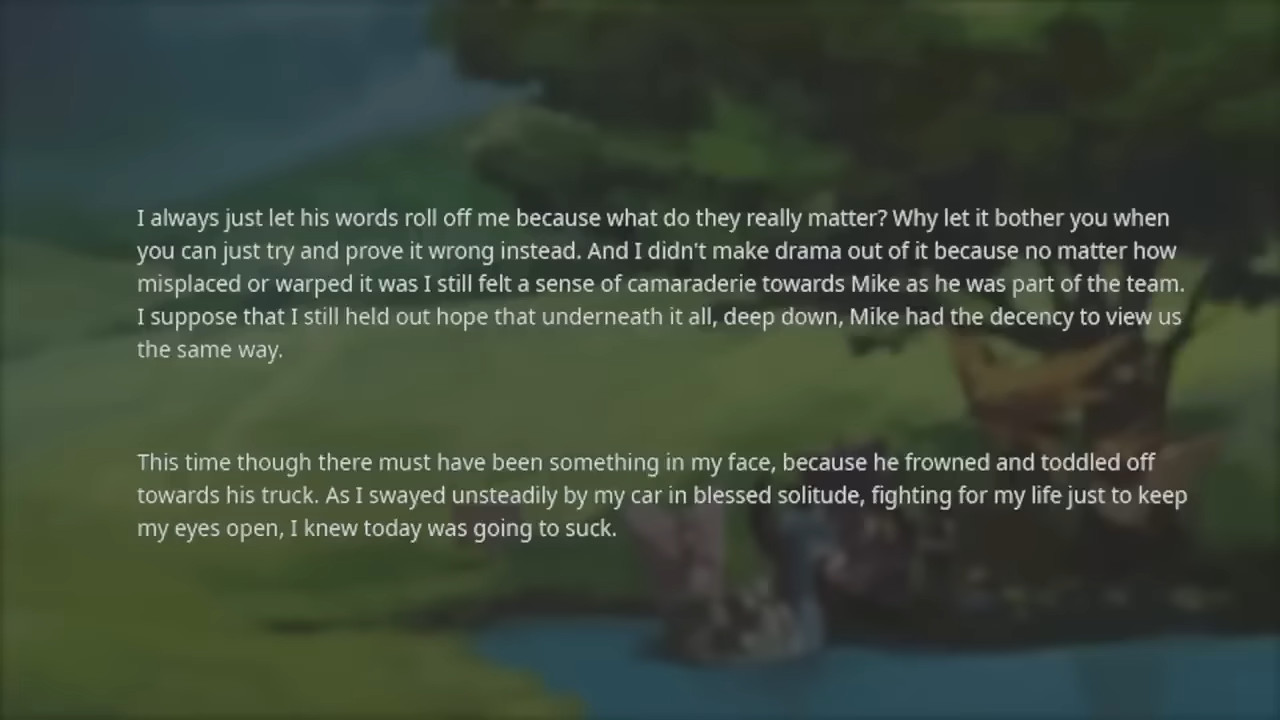 I always just let his words roll off me because what do they really matter? Why let it bother you when
you can just try and prove it wrong instead. And I didn't make drama out of it because no matter how
misplaced or warped it was I still felt a sense of camaraderie towards Mike as he was part of the team.
I suppose that I still held out hope that underneath it all, deep down, Mike had the decency to view us
the same way.
This time though there must have been something in my face, because he frowned and toddled off
towards his truck. As I swayed unsteadily by my car in blessed solitude, fighting for my life just to keep
my eyes open, I knew today was going to suck.